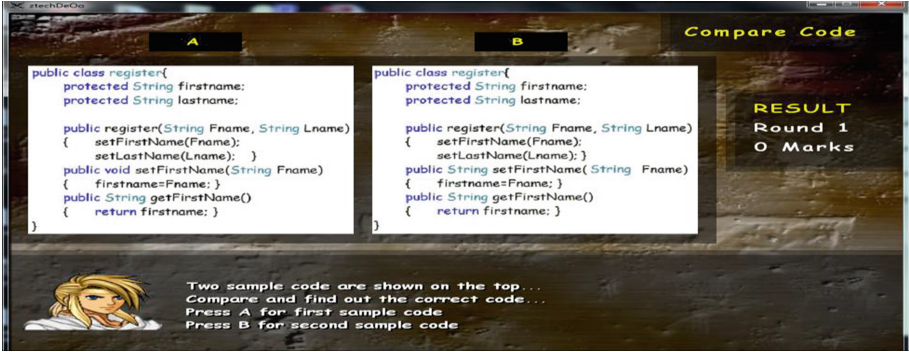 ztechDeOa
A
B
Compare Code
public class register{
protected String firstname;
protected String lastname;
public register(String Fname, String Lname)
{ setFirstName(Fname);
setLastName(Lname); }
public void setFirstName(String Fname)
{ firstname=Fname; }
public String getFirstName()
{ return firstname; }
}
public class register{
protected String firstname;
protected String lastname;
public register(String Fname, String Lname)
{ setFirstName(Fname);
setLastName(Lname); }
public String setFirstName( String Fname)
{ firstname=Fname; }
public String getFirstName()
{ return firstname; }
}
RESULT
Round 1
0 Marks
Two sample code are shown on the top...
Compare and find out the correct code...
Press A for first sample code
Press B for second sample code